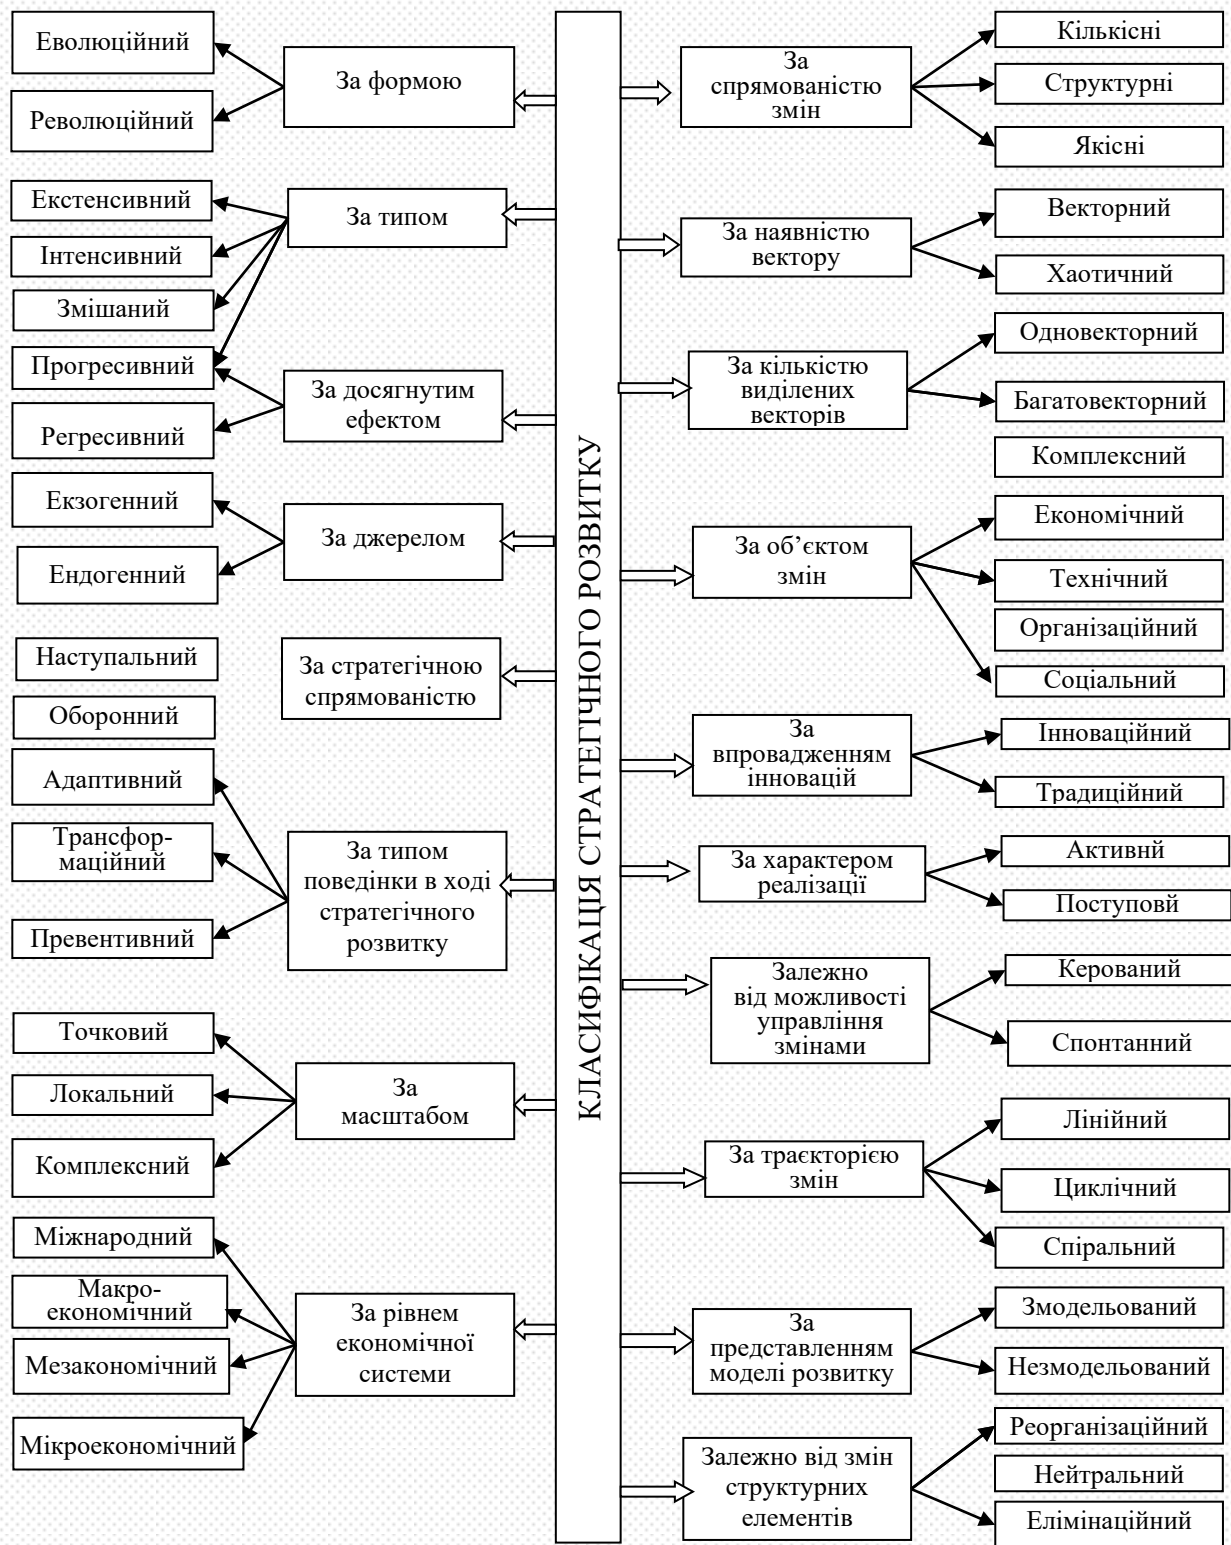 Еволюційний
Революційний
За формою
Екстенсивний
Інтенсивний
Змішаний
Прогресивний
За типом
Регресивний
За досягнутим
ефектом
Екзогенний
Ендогенний
За джерелом
Наступальний
Оборонний
За стратегічною
спрямованістю
Адаптивний
Трансфор-
маційний
Превентивний
За типом
поведінки в ході
стратегічного
розвитку
Точковий
Локальний
Комплексний
За
масштабом
Міжнародний
Макро-
економічний
Мезакономічний
Мікроекономічний
За рівнем
економічної
системи
КЛАСИФІКАЦІЯ СТРАТЕГІЧНОГО РОЗВИТКУ
За
спрямованістю
змін
Кількісні
Структурні
Якісні
За наявністю
вектору
Векторний
Хаотичний
За кількістю
виділених
векторів
Одновекторний
Багатовекторний
Комплексний
За об’єктом
змін
Економічний
Технічний
Організаційний
Соціальний
За
впровадженням
інновацій
Інноваційний
Традиційний
За характером
реалізації
Активнй
Поступовй
Залежно
від можливості
управління
змінами
Керований
Спонтанний
За траєкторією
змін
Лінійний
Циклічний
Спіральний
За
представленням
моделі розвитку
Змодельований
Незмодельований
Залежно від змін
структурних
елементів
Реорганізаційний
Нейтральний
Елімінаційний